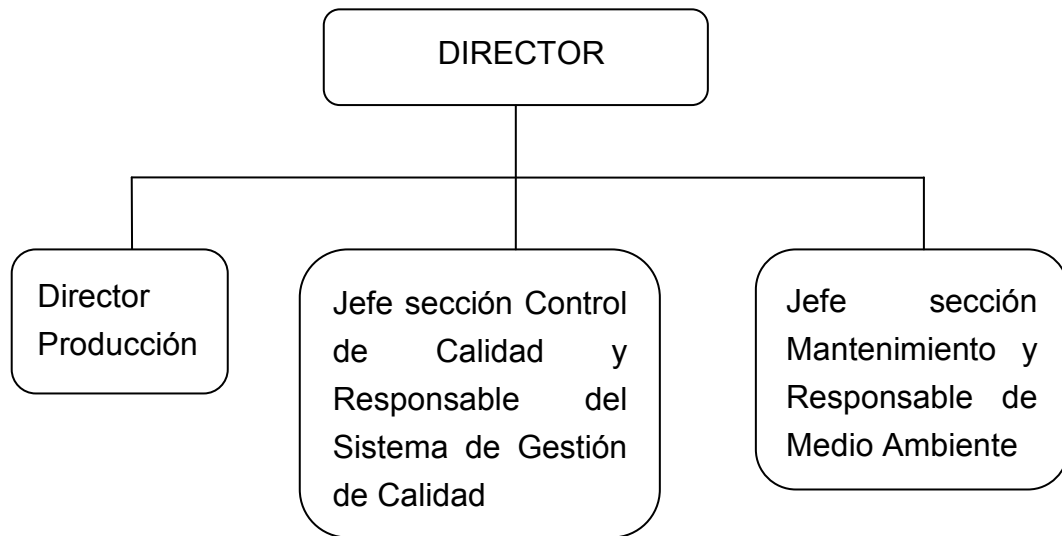 DIRECTOR
Director
Producción
Jefe sección Control
de Calidad y
Responsable del
Sistema de Gestión
de Calidad
Jefe sección
Mantenimiento y
Responsable de
Medio Ambiente